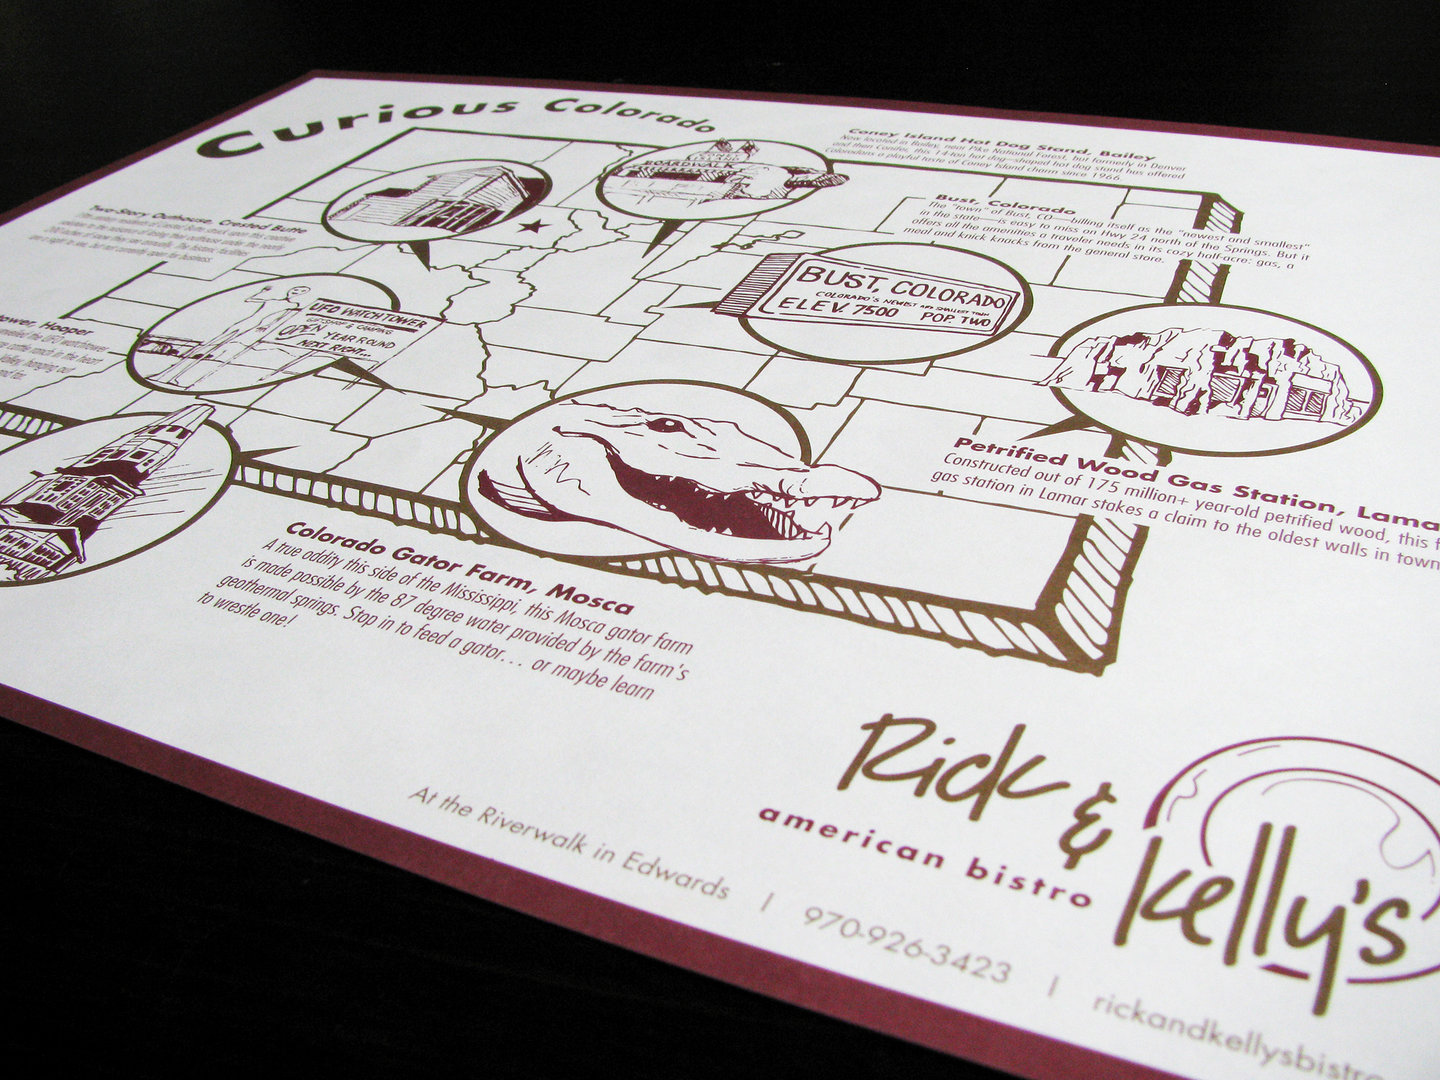 Curious Colorado
Coney Island Hot Dog Stand, Bailey
Now located in Bailey, near Pike National Forest, but formerly in Denver
and then Conifer, this 14-ton hot dog-shaped hot dog stand has offered
Coloradans a playful taste of Coney Island charm since 1966.
BOARDWALK
Bust, Colorado
The "town" of Bust, CO—billing itself as the "newest and smallest"
in the state—is easy to miss on Hwy. 24 north of the Springs. But it
offers all the amenities a traveler needs in its cozy half-acre: gas, a
meal and knick knacks from the general store.
Two-Story Outhouse, Crested Butte
BUST, COLORADO
COLORADO'S NEWEST AND SMALLEST TOWN
ELEV. 7500 POP. TWO
UFO WATCHTOWER
GIFTSHOP & CAMPING
OPEN YEAR ROUND
NEXT RIGHT...
Hooper
Petrified Wood Gas Station, Lama
Constructed out of 175 million+ year-old petrified wood, this
gas station in Lamar stakes a claim to the oldest walls in town
Colorado Gator Farm, Mosca
A true oddity this side of the Mississippi, this Mosca gator farm
is made possible by the 87 degree water provided by the farm's
geothermal springs. Stop in to feed a gator... or maybe learn
to wrestle one!
Rick & Kelly's
american bistro
At the Riverwalk in Edwards | 970-926-3423 | rickandkellysbistro